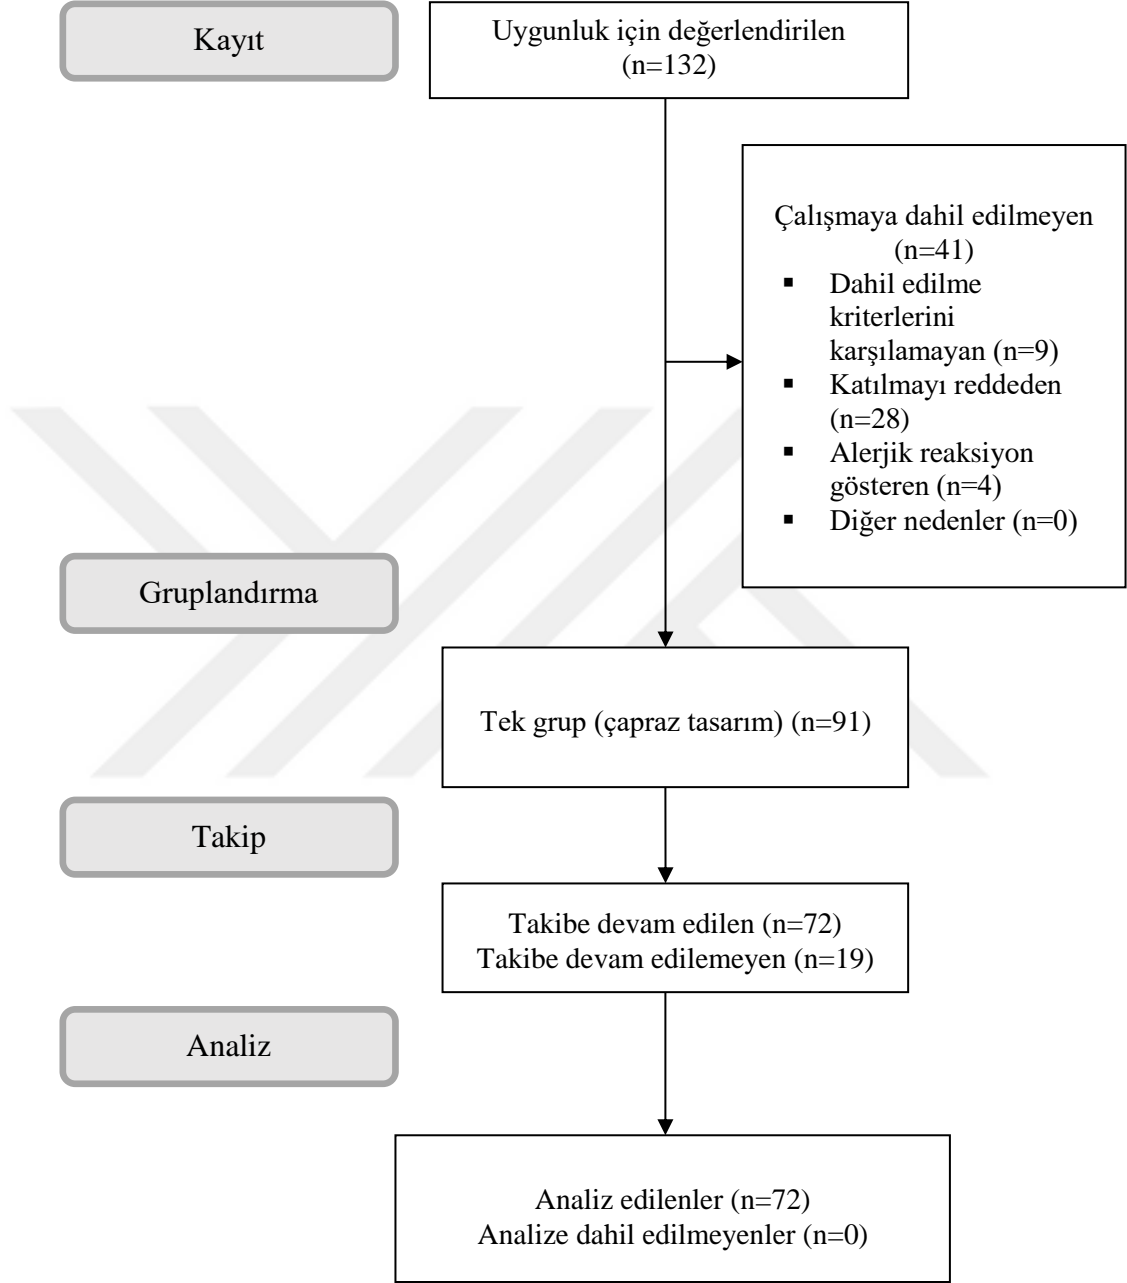 Kayıt
Uygunluk için değerlendirilen
(n=132)
Çalışmaya dahil edilmeyen
(n=41)
▪ Dahil edilme
kriterlerini
karşılamayan (n=9)
▪ Katılmayı reddeden
(n=28)
▪ Alerjik reaksiyon
gösteren (n=4)
▪ Diğer nedenler (n=0)
Gruplandırma
Tek grup (çapraz tasarım) (n=91)
Takip
Takibe devam edilen (n=72)
Takibe devam edilemeyen (n=19)
Analiz
Analiz edilenler (n=72)
Analize dahil edilmeyenler (n=0)